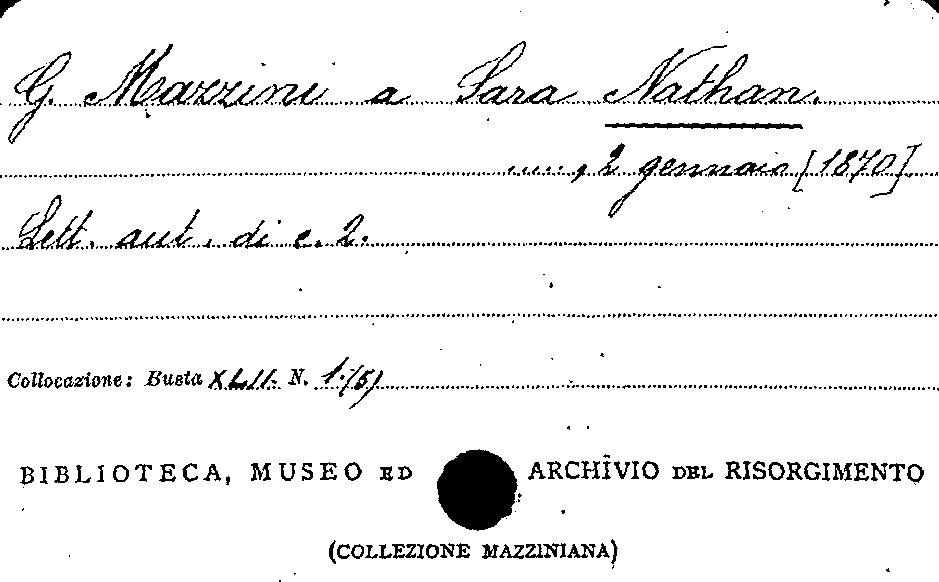 G. Mazzini a Sara Nathan.
....., 2 gennaio [1870]
Lett. aut. di c. 2.
Collocazione: Busta XLII. N. 1.(5)
BIBLIOTECA, MUSEO ED ARCHIVIO DEL RISORGIMENTO
(COLLEZIONE MAZZINIANA)